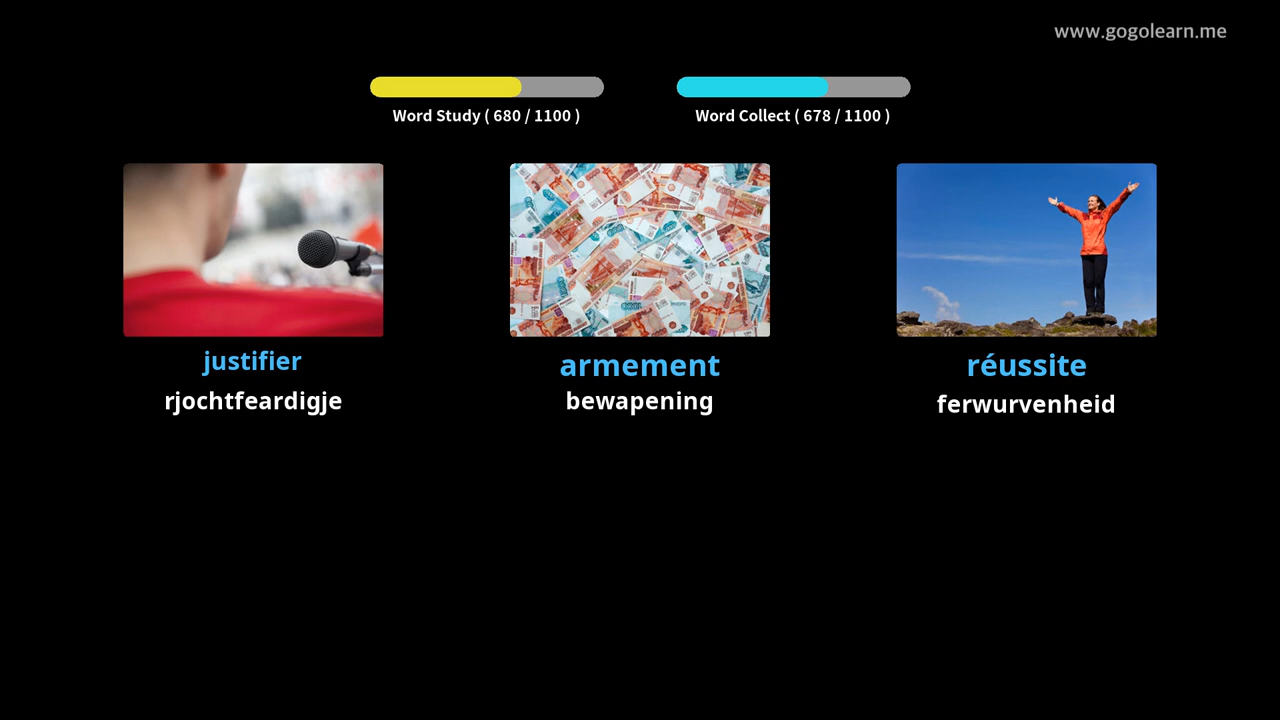 www.gogolearn.me
Word Study ( 680 / 1100 )
Word Collect ( 678 / 1100 )
justifier
rjochtfeardigje
armement
bewapening
réussite
ferwurvenheid